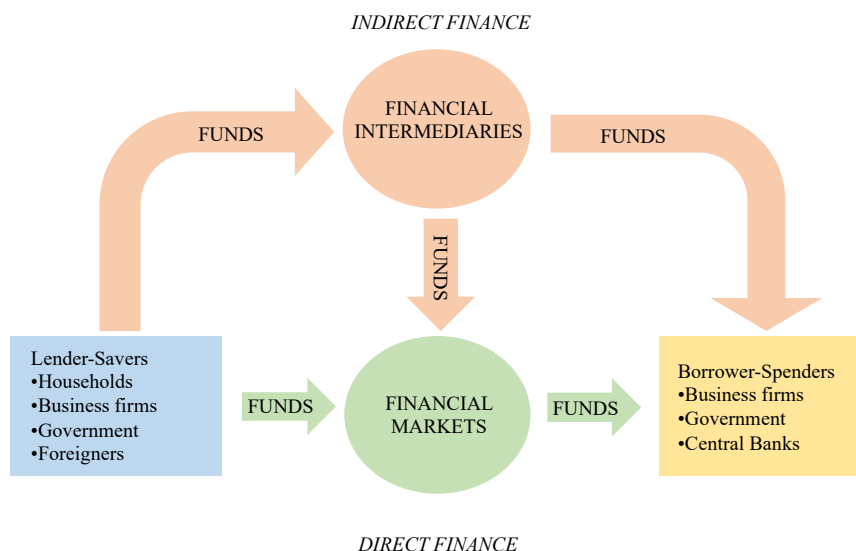 INDIRECT FINANCE
FINANCIAL
INTERMEDIARIES
FUNDS
FUNDS
FUNDS
Lender-Savers
•Households
•Business firms
•Government
•Foreigners
FUNDS
FINANCIAL
MARKETS
FUNDS
Borrower-Spenders
•Business firms
•Government
•Central Banks
DIRECT FINANCE